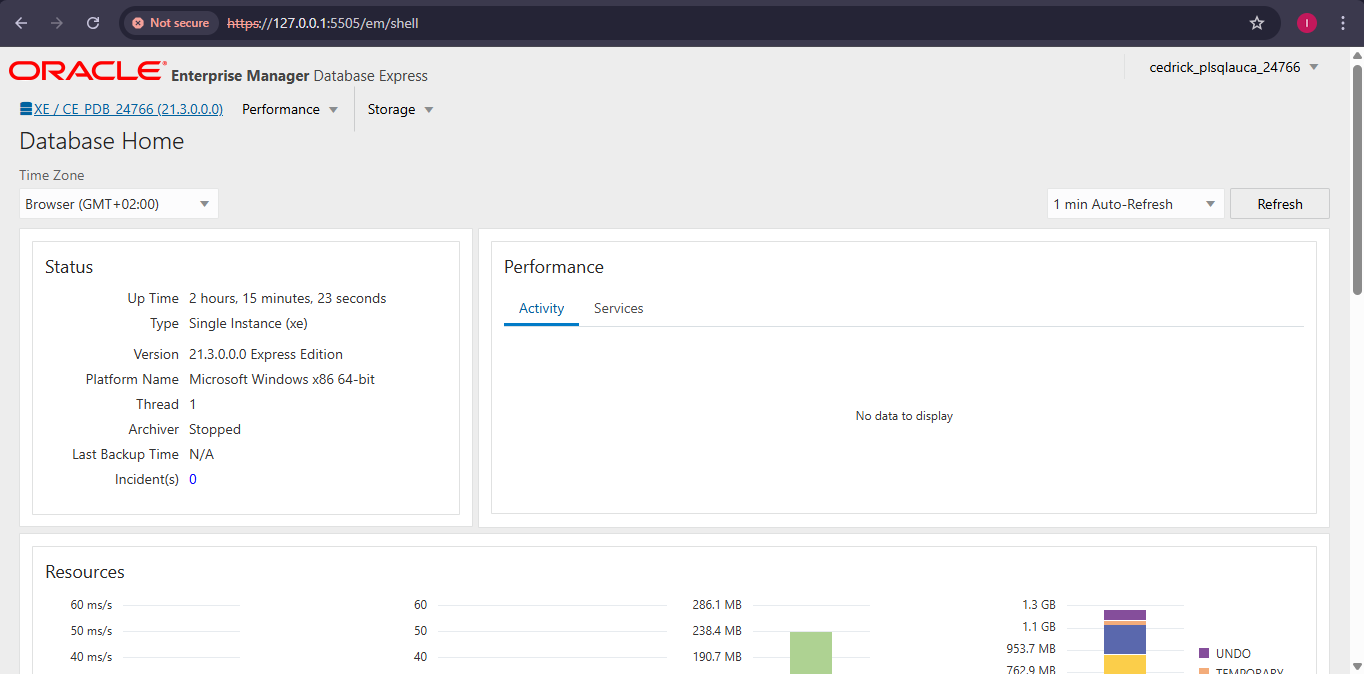 Not secure https://127.0.0.1:5505/em/shell I
ORACLE Enterprise Manager Database Express cedrick_plsqlauca_24766
XE / CE_PDB_24766 (21.3.0.0.0) Performance Storage
Database Home
Time Zone
Browser (GMT+02:00) 1 min Auto-Refresh Refresh
Status
Up Time 2 hours, 15 minutes, 23 seconds
Type Single Instance (xe)
Version 21.3.0.0.0 Express Edition
Platform Name Microsoft Windows x86 64-bit
Thread 1
Archiver Stopped
Last Backup Time N/A
Incident(s) 0
Performance
Activity Services
No data to display
Resources
60 ms/s 60 286.1 MB 1.3 GB
50 ms/s 50 238.4 MB 1.1 GB
40 ms/s 40 190.7 MB 953.7 MB UNDO
762.9 MB TEMPORARY